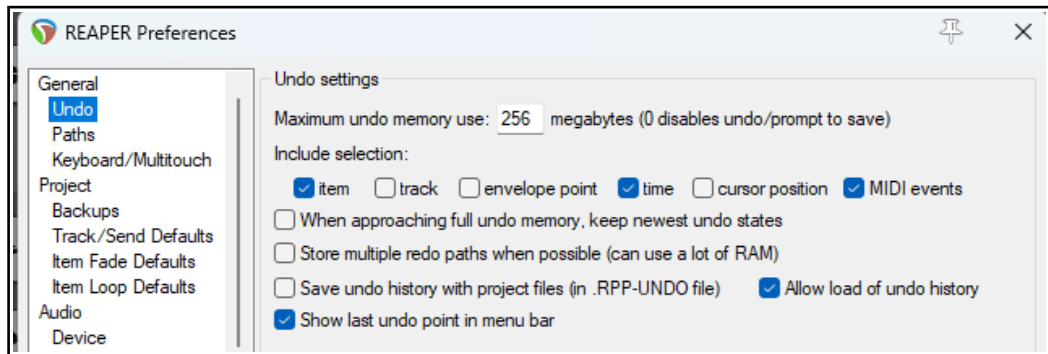 REAPER Preferences
General
Undo
Paths
Keyboard/Multitouch
Project
Backups
Track/Send Defaults
Item Fade Defaults
Item Loop Defaults
Audio
Device
Undo settings
Maximum undo memory use: 256 megabytes (0 disables undo/prompt to save)
Include selection:
item track envelope point time cursor position MIDI events
When approaching full undo memory, keep newest undo states
Store multiple redo paths when possible (can use a lot of RAM)
Save undo history with project files (in .RPP-UNDO file) Allow load of undo history
Show last undo point in menu bar